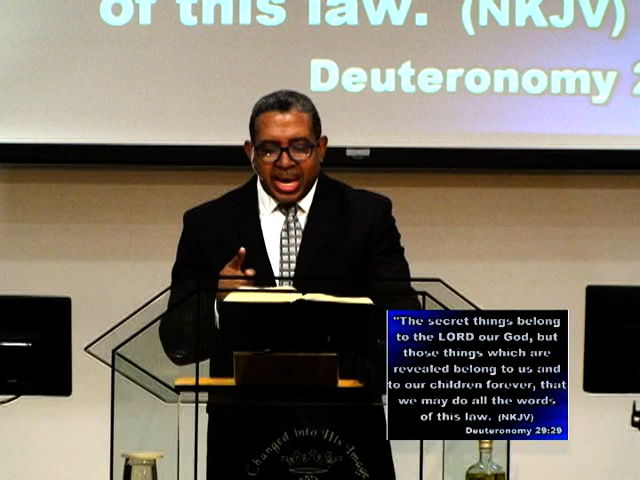 of this law. (NKJV)
Deuteronomy 2
"The secret things belong
to the LORD our God, but
those things which are
revealed belong to us and
to our children forever, that
we may do all the words
of this law. (NKJV)
Deuteronomy 29:29
Changed Into His Image